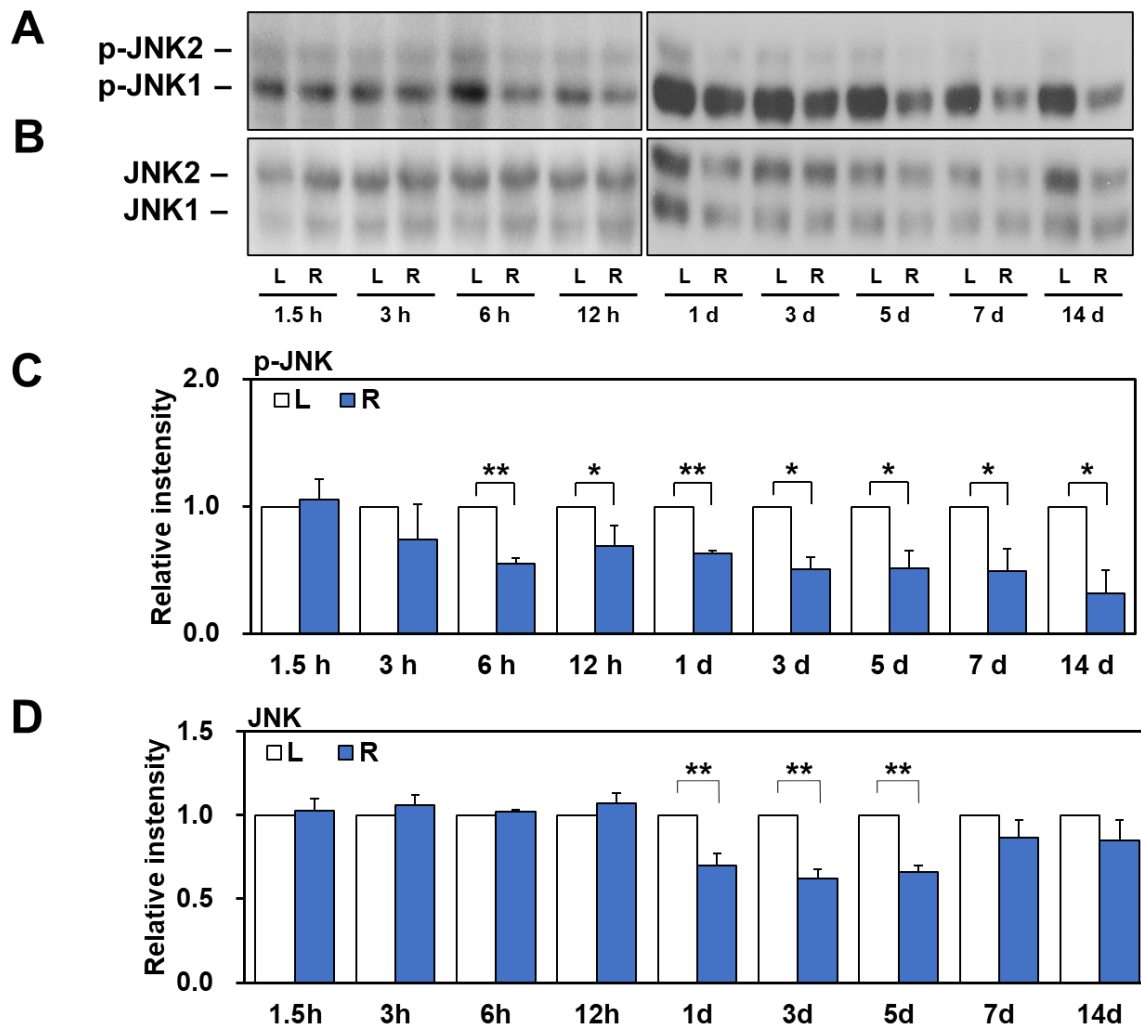 A
p-JNK2 –
p-JNK1 –
B
JNK2 –
JNK1 –
L R L R L R L R L R L R L R L R L R
1.5 h 3 h 6 h 12 h 1 d 3 d 5 d 7 d 14 d
C
p-JNK
2.0
L R
** * ** * * * *
1.0
Relative instensity
0.0
1.5 h 3 h 6 h 12 h 1 d 3 d 5 d 7 d 14 d
D
JNK
1.5
L R
** ** **
1.0
Relative instensity
0.5
0.0
1.5h 3h 6h 12h 1d 3d 5d 7d 14d